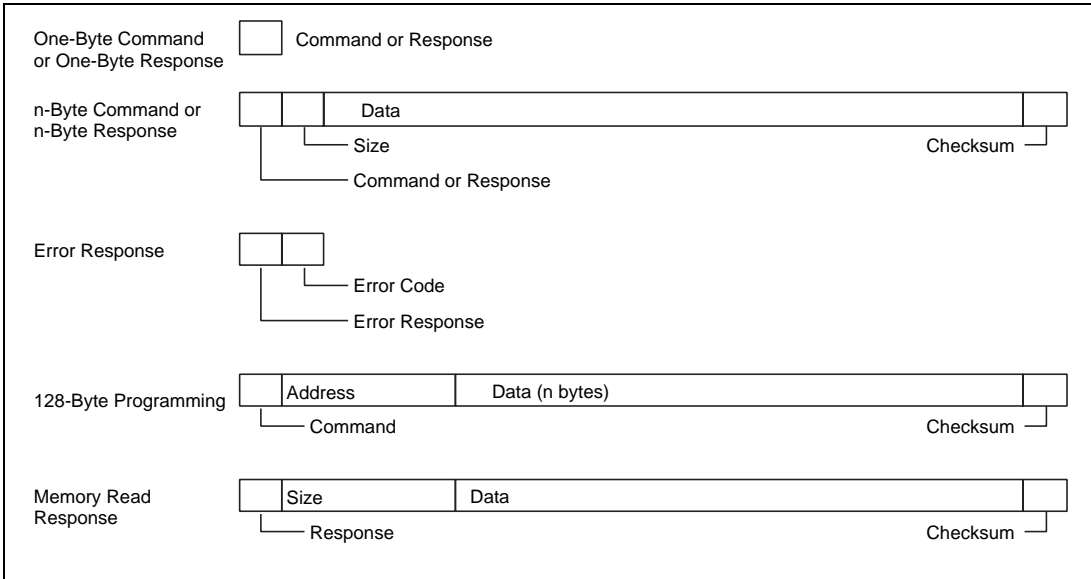 One-Byte Command
or One-Byte Response
Command or Response
n-Byte Command or
n-Byte Response
Data
Size
Checksum
Command or Response
Error Response
Error Code
Error Response
128-Byte Programming
Address
Data (n bytes)
Command
Checksum
Memory Read
Response
Size
Data
Response
Checksum